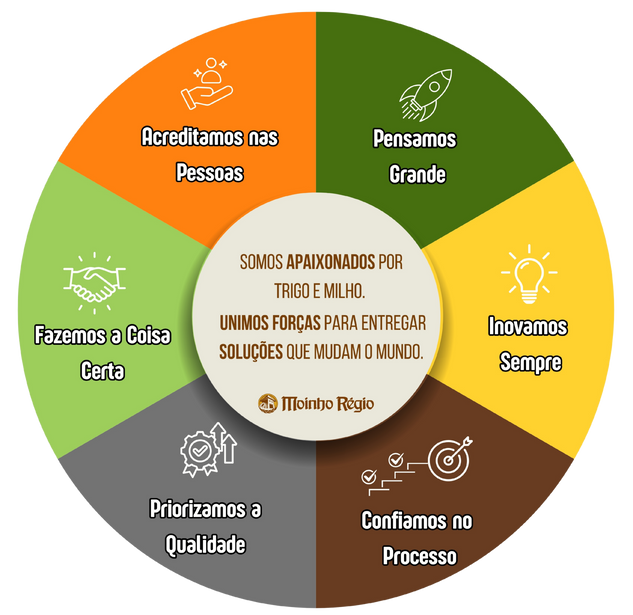 Acreditamos nas
Pessoas
Pensamos
Grande
Fazemos a Coisa
Certa
SOMOS APAIXONADOS POR
TRIGO E MILHO.
UNIMOS FORÇAS PARA ENTREGAR
SOLUÇÕES QUE MUDAM O MUNDO.
Moinho Régio
Inovamos
Sempre
Priorizamos a
Qualidade
Confiamos no
Processo